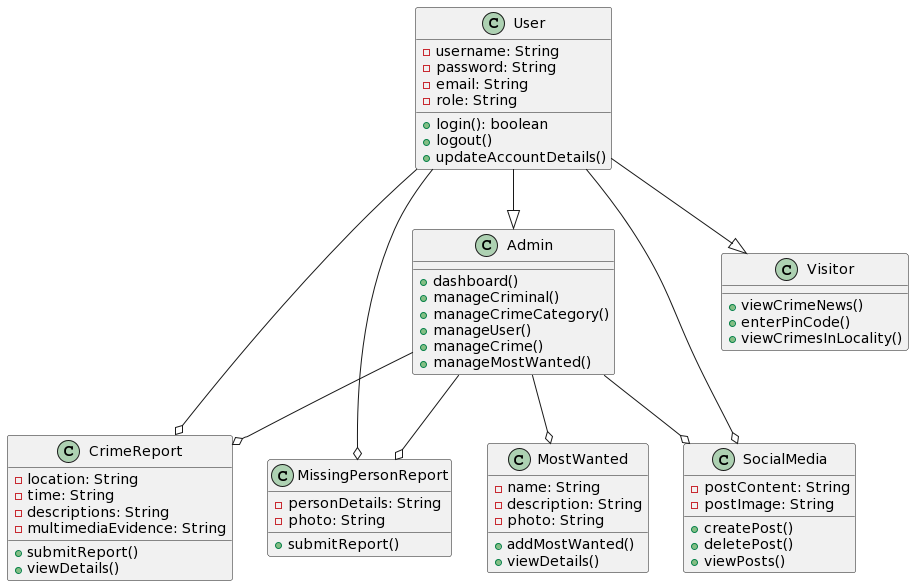 C User
username: String
password: String
email: String
role: String
login(): boolean
logout()
updateAccountDetails()
C Admin
dashboard()
manageCriminal()
manageCrimeCategory()
manageUser()
manageCrime()
manageMostWanted()
C Visitor
viewCrimeNews()
enterPinCode()
viewCrimesInLocality()
C CrimeReport
location: String
time: String
descriptions: String
multimediaEvidence: String
submitReport()
viewDetails()
C MissingPersonReport
personDetails: String
photo: String
submitReport()
C MostWanted
name: String
description: String
photo: String
addMostWanted()
viewDetails()
C SocialMedia
postContent: String
postImage: String
createPost()
deletePost()
viewPosts()